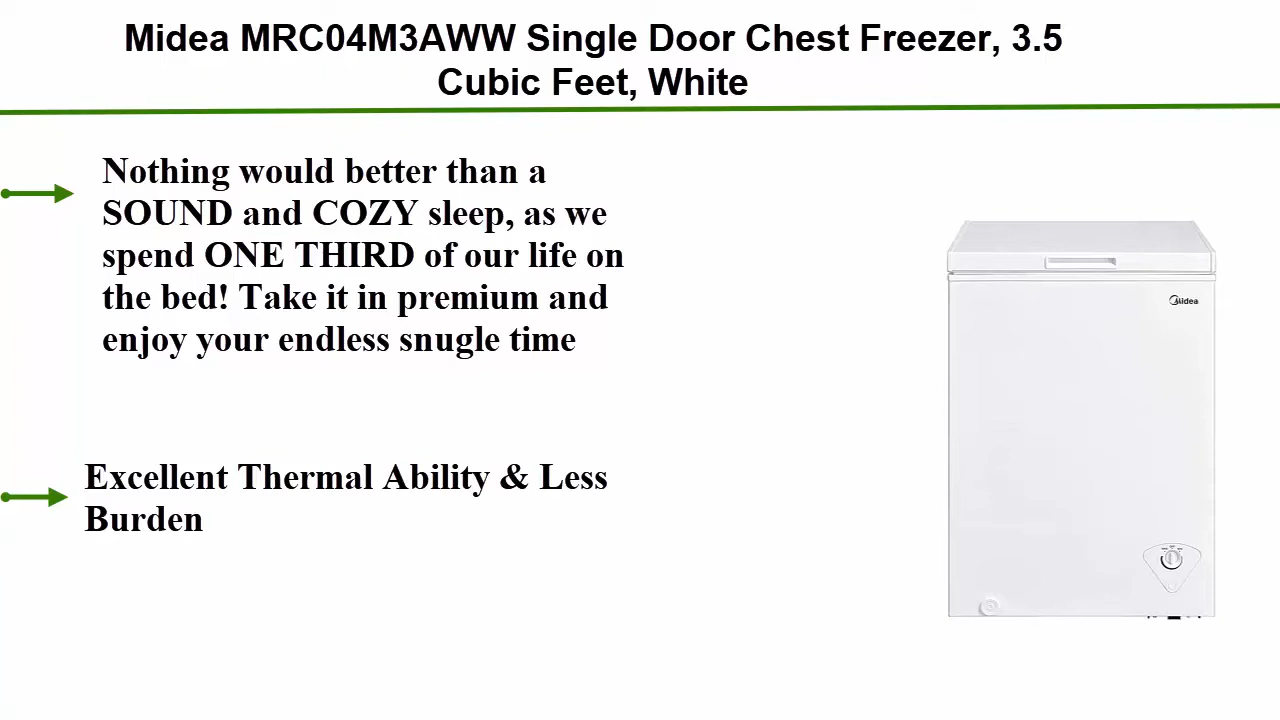 Midea MRC04M3AWW Single Door Chest Freezer, 3.5
Cubic Feet, White
Nothing would better than a
SOUND and COZY sleep, as we
spend ONE THIRD of our life on
the bed! Take it in premium and
enjoy your endless snugle time
Midea
Excellent Thermal Ability & Less
Burden